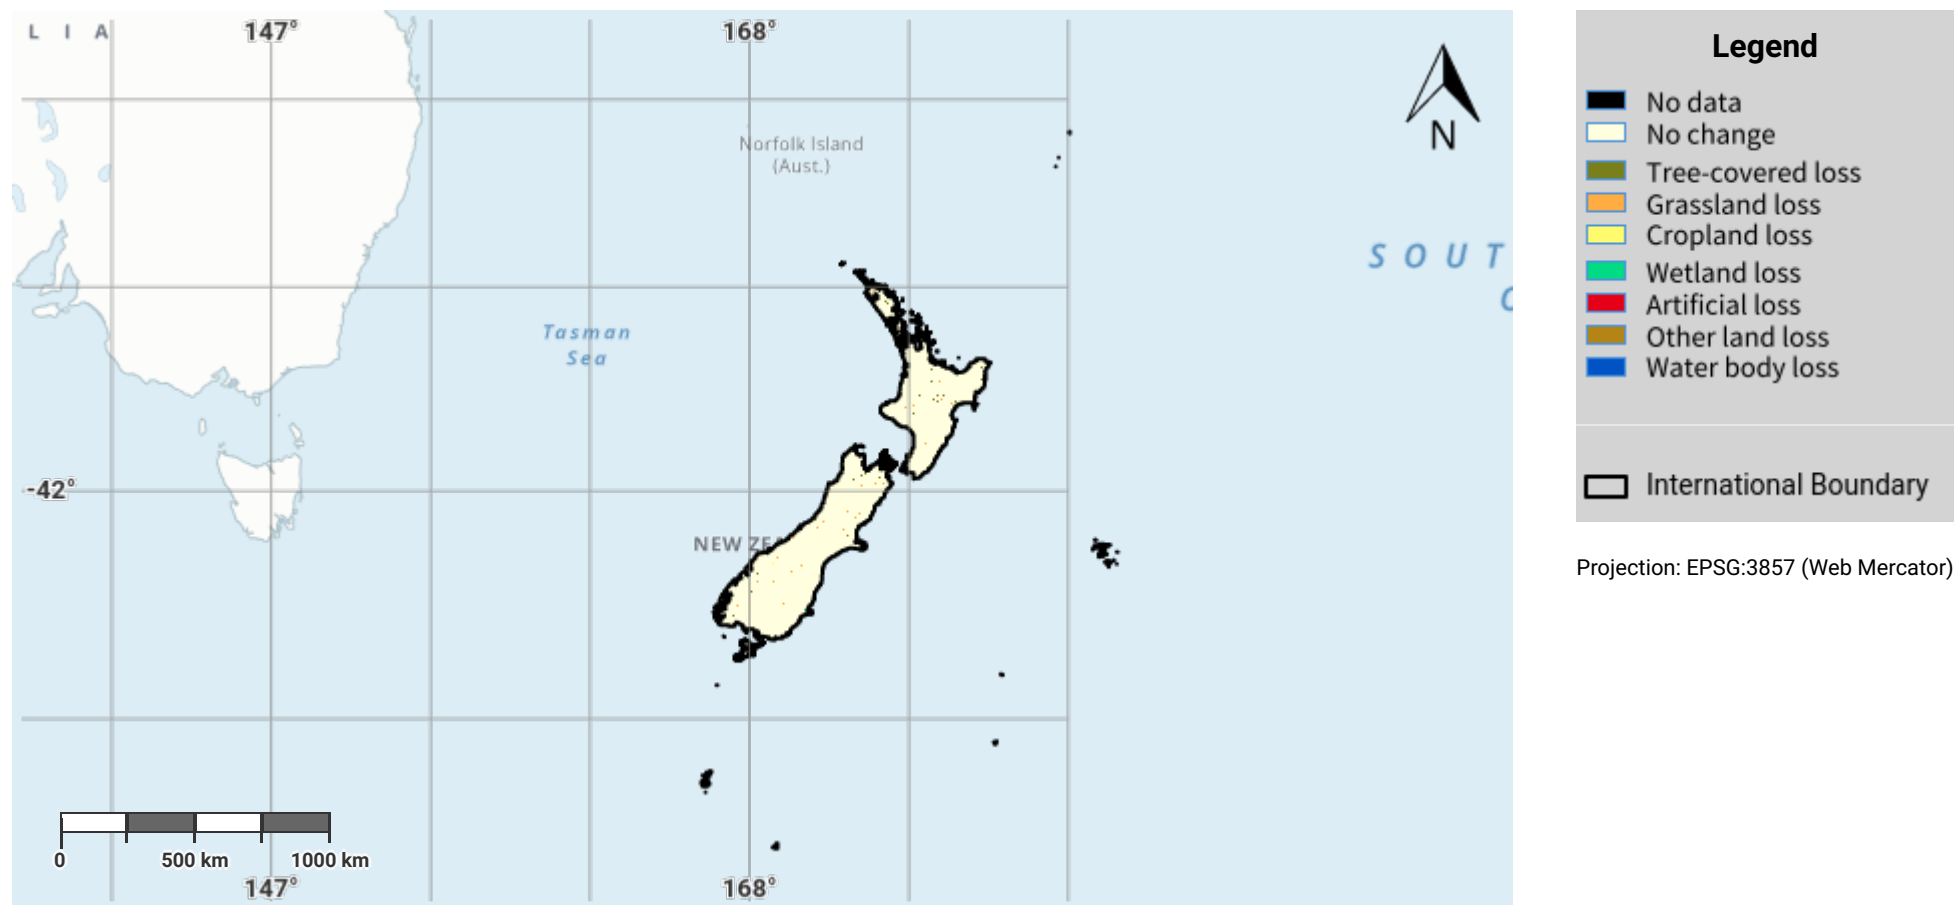 L I A
147°
168°
N
Norfolk Island
(Aust.)
SOUT
Tasman
Sea
-42°
NEW ZEA
0
500 km
1000 km
147°
168°
Legend
No data
No change
Tree-covered loss
Grassland loss
Cropland loss
Wetland loss
Artificial loss
Other land loss
Water body loss
International Boundary
Projection: EPSG:3857 (Web Mercator)